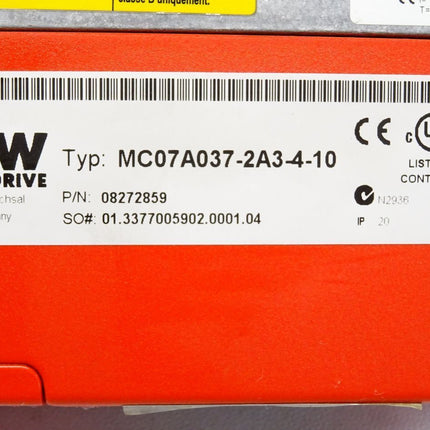 classe B uniquement.
W
DRIVE
chsal
ny
Typ: MC07A037-2A3-4-10
P/N: 08272859
SO#: 01.3377005902.0001.04
CE
UL
LIST
CONT
N2936
IP 20